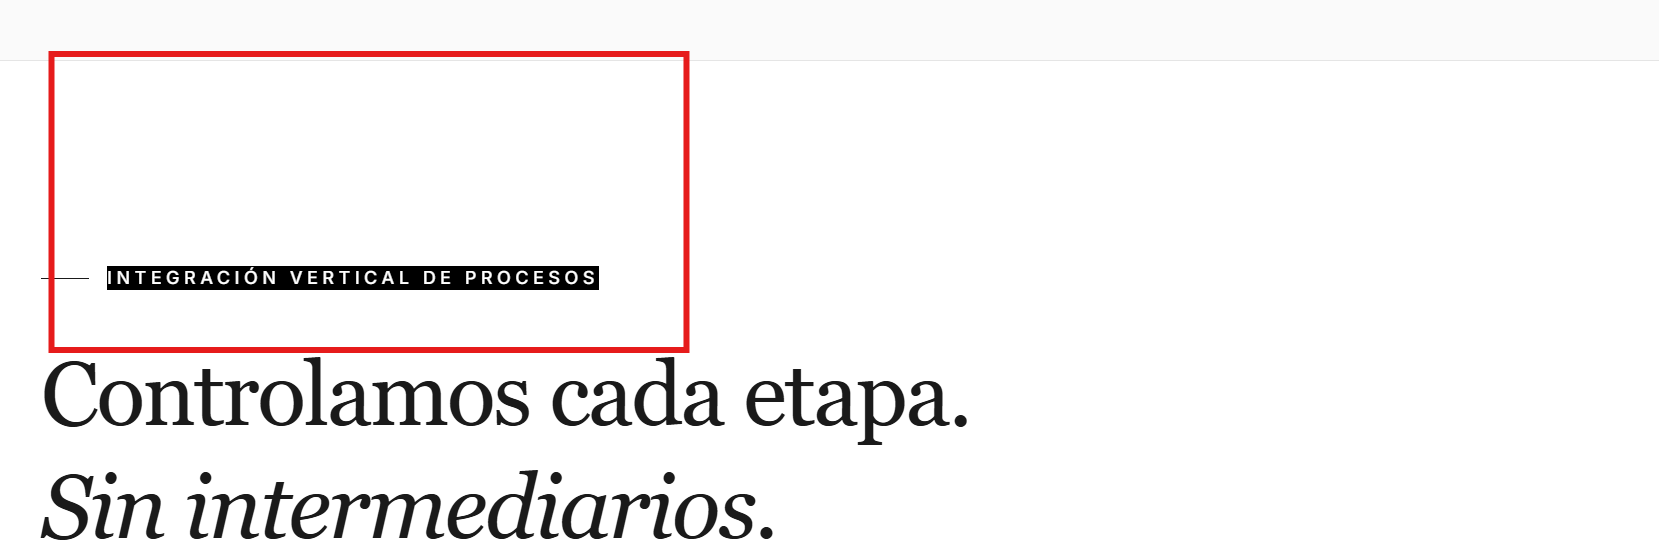 INTEGRACIÓN VERTICAL DE PROCESOS
Controlamos cada etapa.
Sin intermediarios.